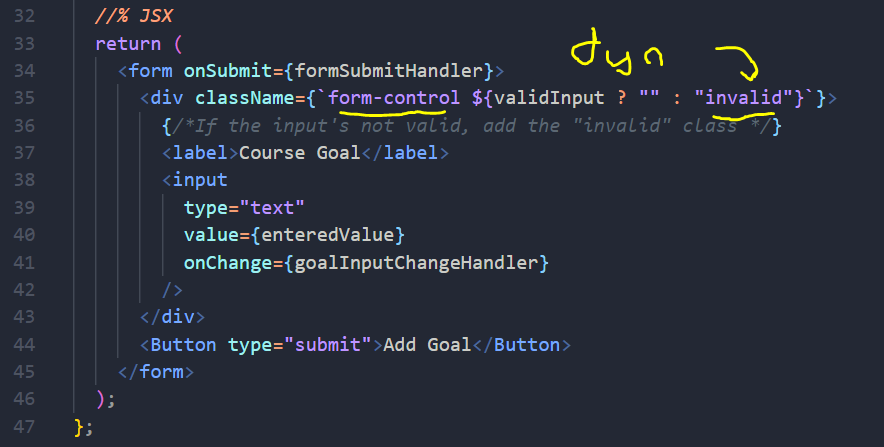 32 //% JSX
33 return (
dyn
34 <form onSubmit={formSubmitHandler}>
35 <div className={`form-control ${validInput ? "" : "invalid"}`}>
36 {/*If the input's not valid, add the "invalid" class */}
37 <label>Course Goal</label>
38 <input
39 type="text"
40 value={enteredValue}
41 onChange={goalInputChangeHandler}
42 />
43 </div>
44 <Button type="submit">Add Goal</Button>
45 </form>
46 );
47 };